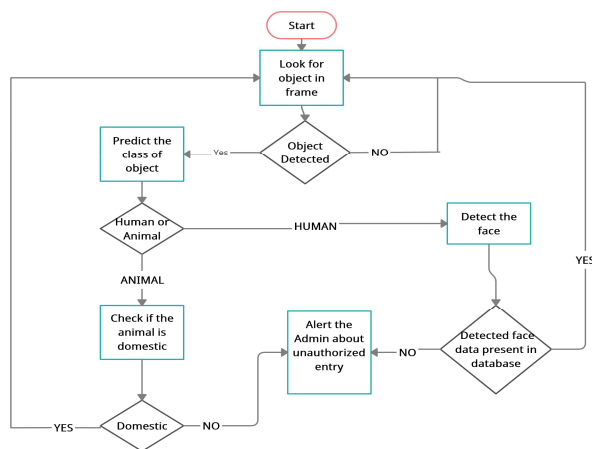 Start
Look for
object in
frame
Object
Detected
NO
Yes
Predict the
class of
object
Human or
Animal
HUMAN
Detect the
face
YES
ANIMAL
Check if the
animal is
domestic
Alert the
Admin about
unauthorized
entry
NO
Detected face
data present in
database
YES
Domestic
NO